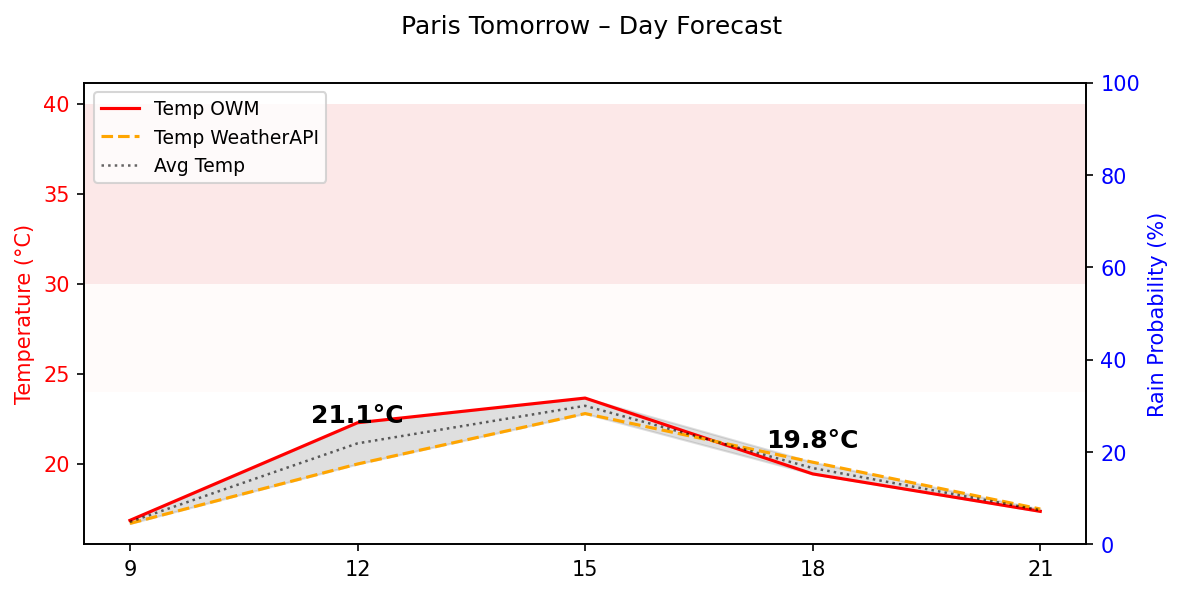 Paris Tomorrow – Day Forecast
Temp OWM
Temp WeatherAPI
Avg Temp
Temperature (°C)
40
35
30
25
20
21.1°C
19.8°C
100
80
60
40
20
0
Rain Probability (%)
9
12
15
18
21